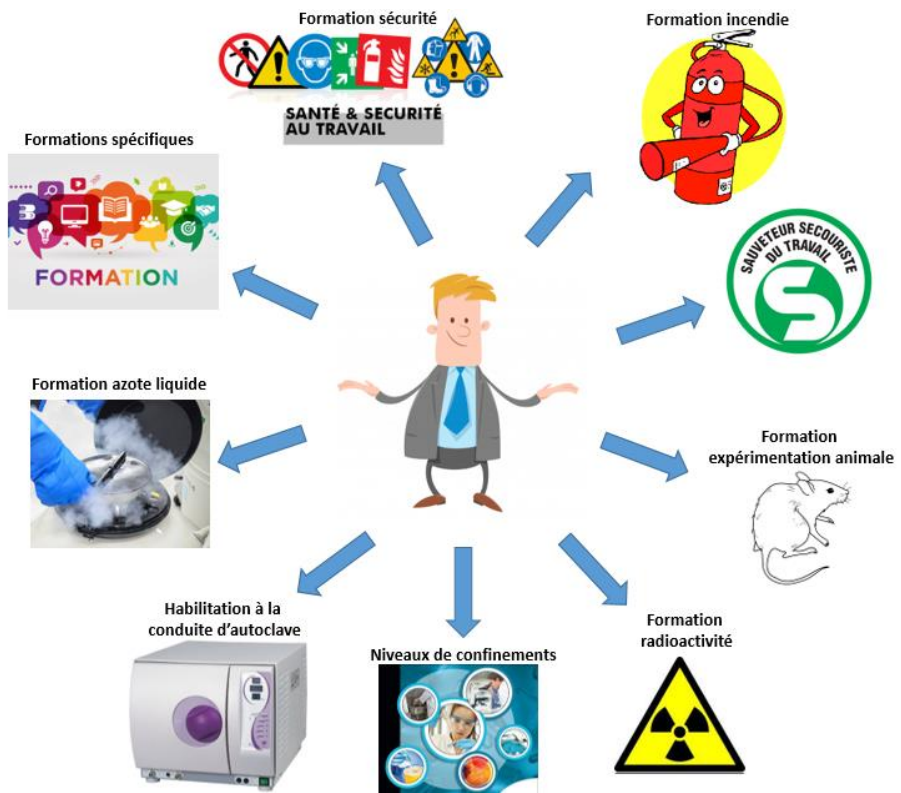 Formation sécurité
SANTÉ & SECURITÉ
AU TRAVAIL
Formation incendie
Formations spécifiques
FORMATION
SAUVETEUR SECOURISTE
DU TRAVAIL
S
Formation azote liquide
Formation
expérimentation animale
Habilitation à la
conduite d'autoclave
Niveaux de confinements
Formation
radioactivité